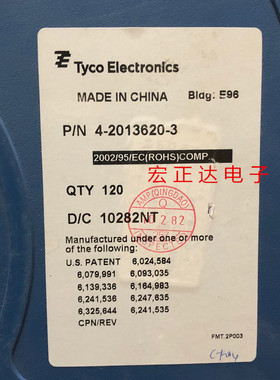 Tyco Electronics
MADE IN CHINA Bldg: E96
P/N 4-2013620-3
2002/95/EC(ROHS)COMP.
宏正达电子
QTY 120
D/C 10282NT
AMP(QINGDAO)
Q
282
Manufactured under one or more
of the following:
U.S. PATENT 6,024,584
6,079,991 6,093,035
6,139,336 6,164,983
6,241,536 6,247,635
6,325,644 6,241,535
CPN/REV
FMT.2P003